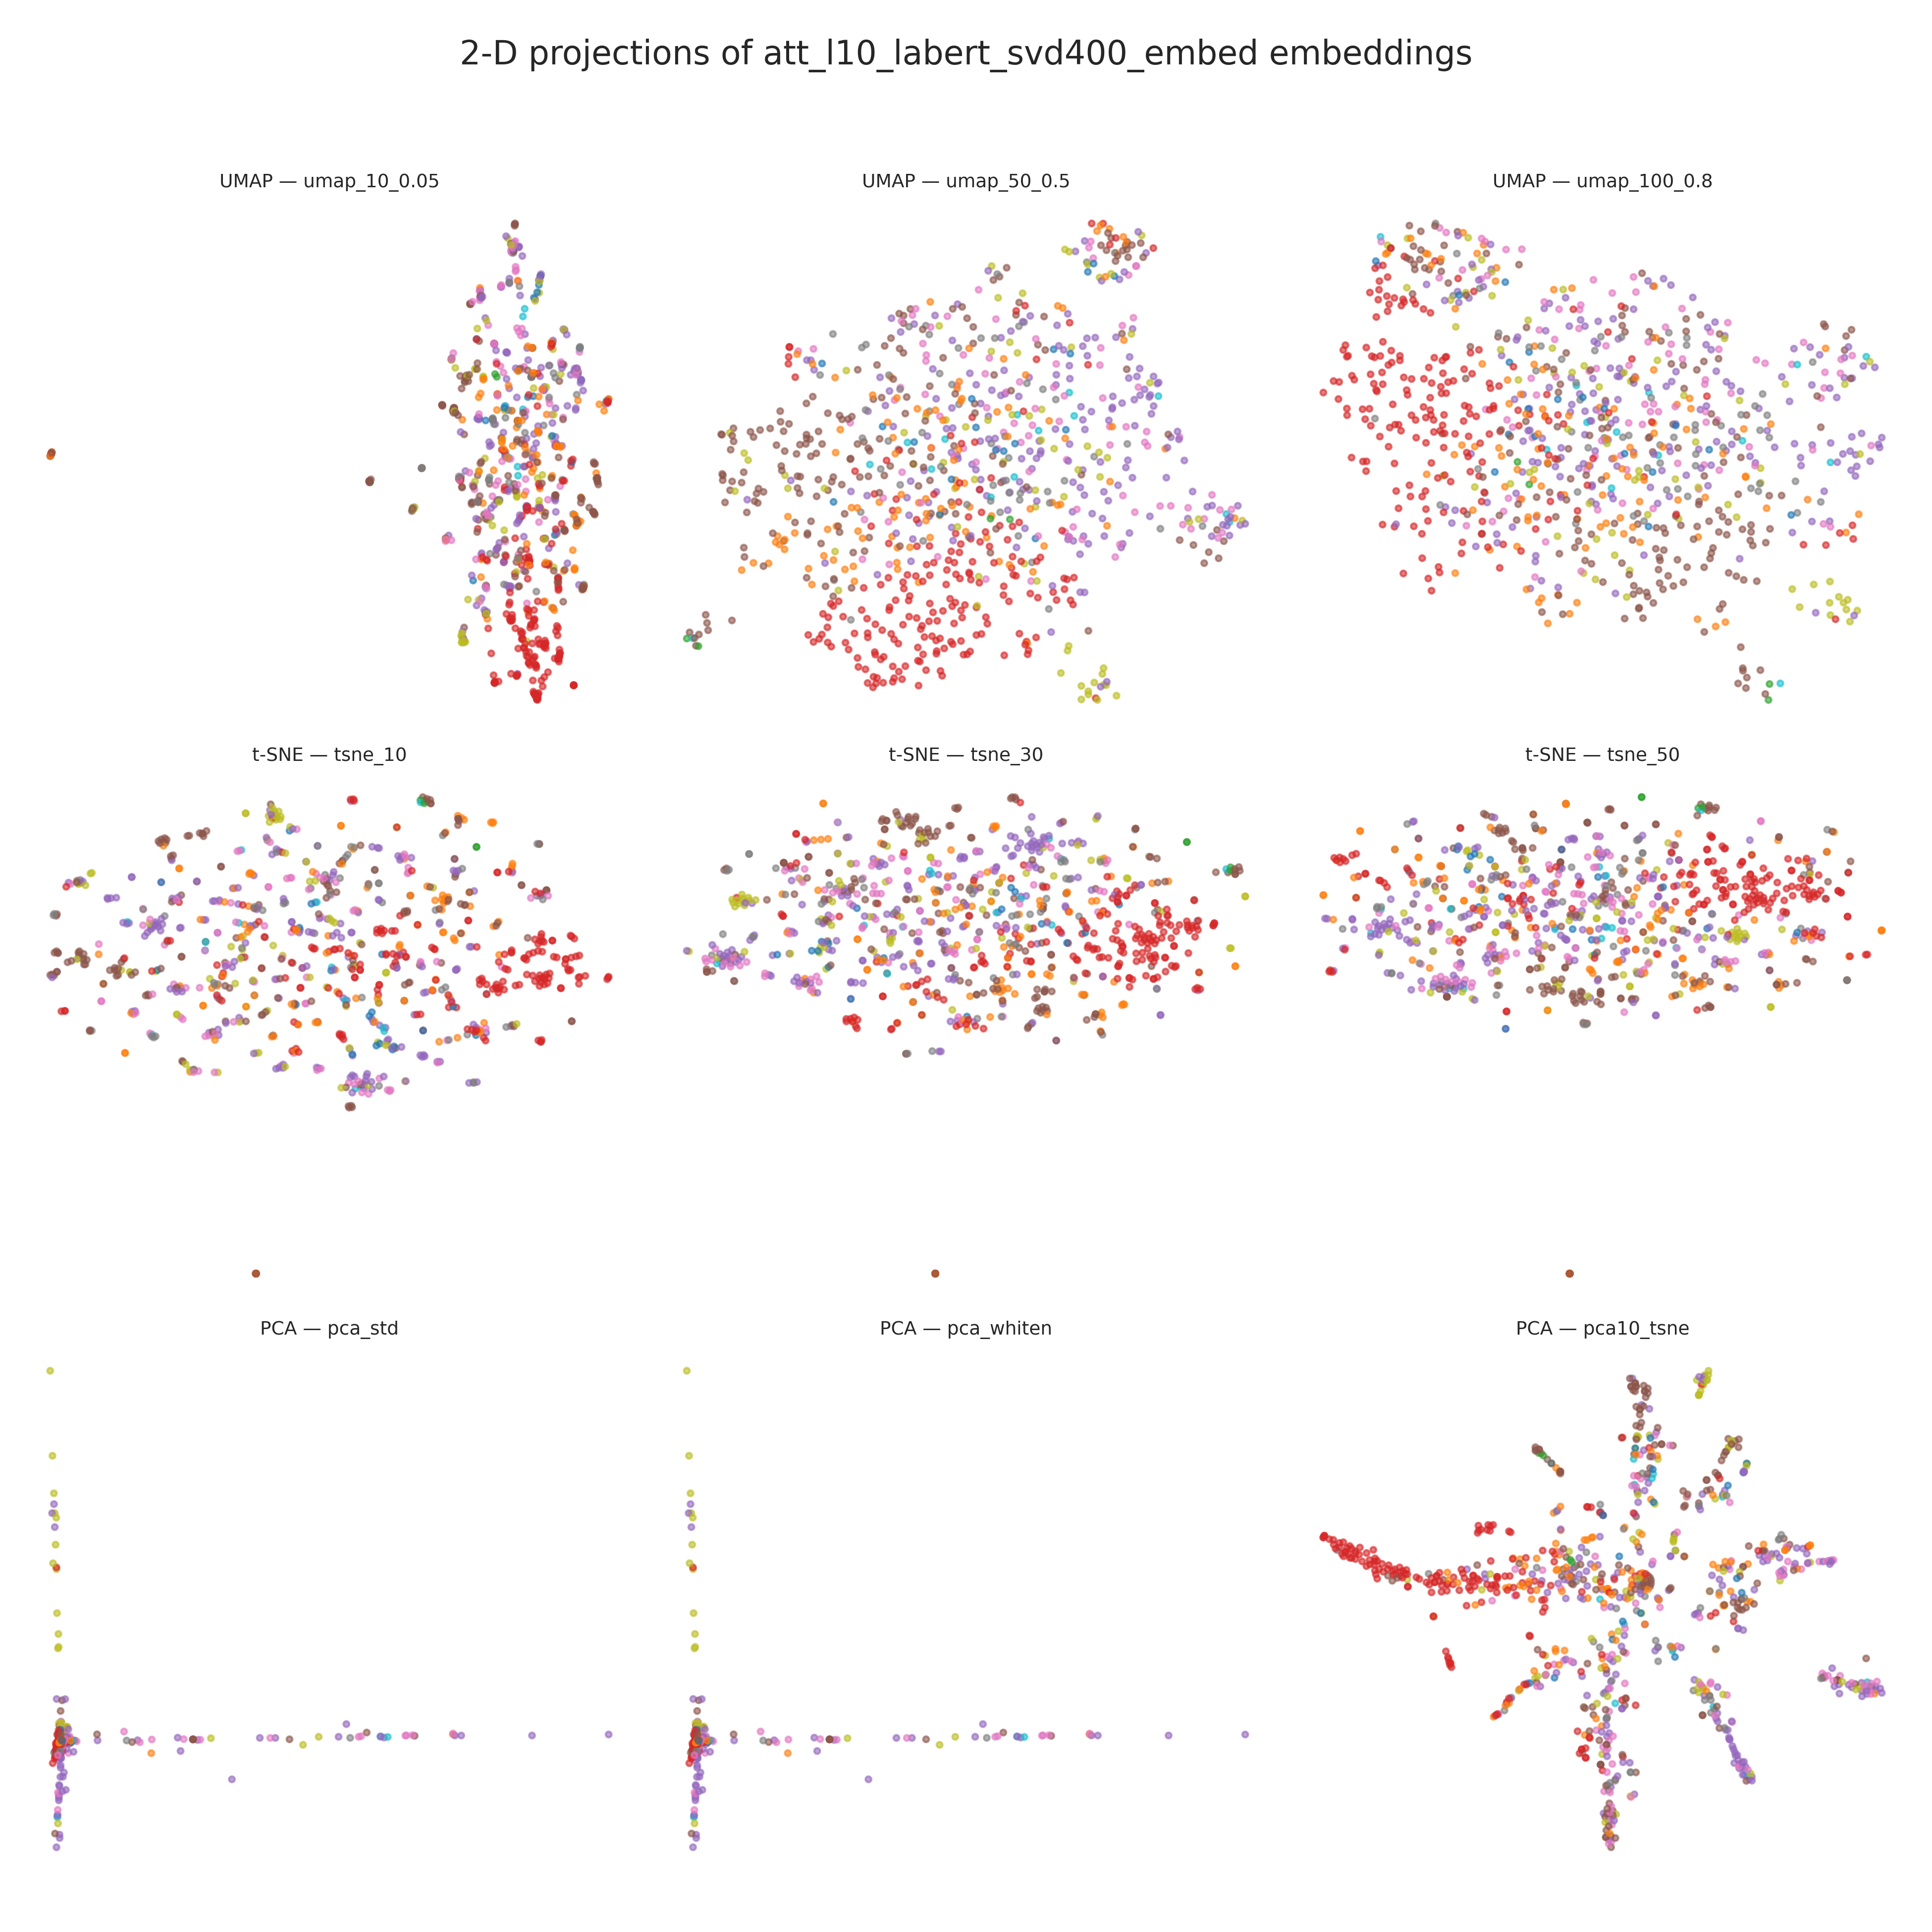 2-D projections of att_l10_labert_svd400_embed embeddings
UMAP — umap_10_0.05
UMAP — umap_50_0.5
UMAP — umap_100_0.8
t-SNE — tsne_10
t-SNE — tsne_30
t-SNE — tsne_50
PCA — pca_std
PCA — pca_whiten
PCA — pca10_tsne